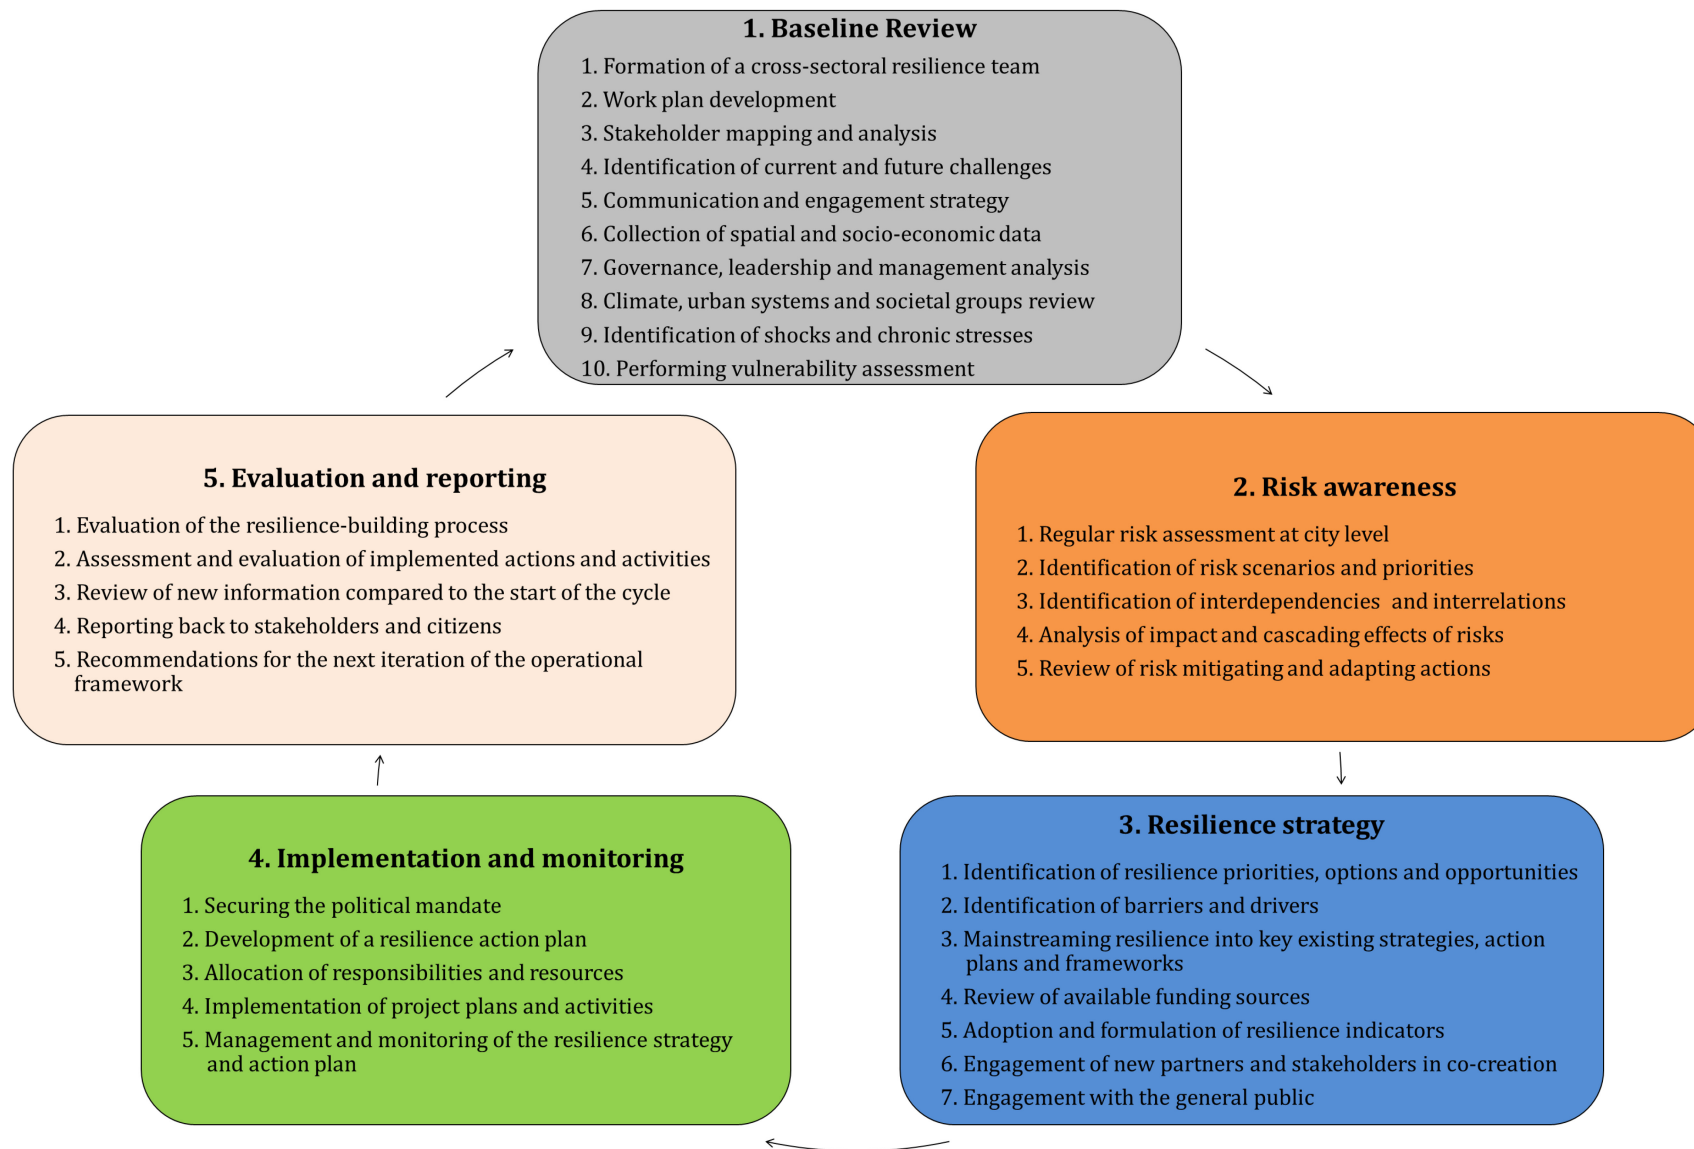 1. Baseline Review
1. Formation of a cross-sectoral resilience team
2. Work plan development
3. Stakeholder mapping and analysis
4. Identification of current and future challenges
5. Communication and engagement strategy
6. Collection of spatial and socio-economic data
7. Governance, leadership and management analysis
8. Climate, urban systems and societal groups review
9. Identification of shocks and chronic stresses
10. Performing vulnerability assessment
2. Risk awareness
1. Regular risk assessment at city level
2. Identification of risk scenarios and priorities
3. Identification of interdependencies and interrelations
4. Analysis of impact and cascading effects of risks
5. Review of risk mitigating and adapting actions
3. Resilience strategy
1. Identification of resilience priorities, options and opportunities
2. Identification of barriers and drivers
3. Mainstreaming resilience into key existing strategies, action
plans and frameworks
4. Review of available funding sources
5. Adoption and formulation of resilience indicators
6. Engagement of new partners and stakeholders in co-creation
7. Engagement with the general public
4. Implementation and monitoring
1. Securing the political mandate
2. Development of a resilience action plan
3. Allocation of responsibilities and resources
4. Implementation of project plans and activities
5. Management and monitoring of the resilience strategy
and action plan
5. Evaluation and reporting
1. Evaluation of the resilience-building process
2. Assessment and evaluation of implemented actions and activities
3. Review of new information compared to the start of the cycle
4. Reporting back to stakeholders and citizens
5. Recommendations for the next iteration of the operational
framework